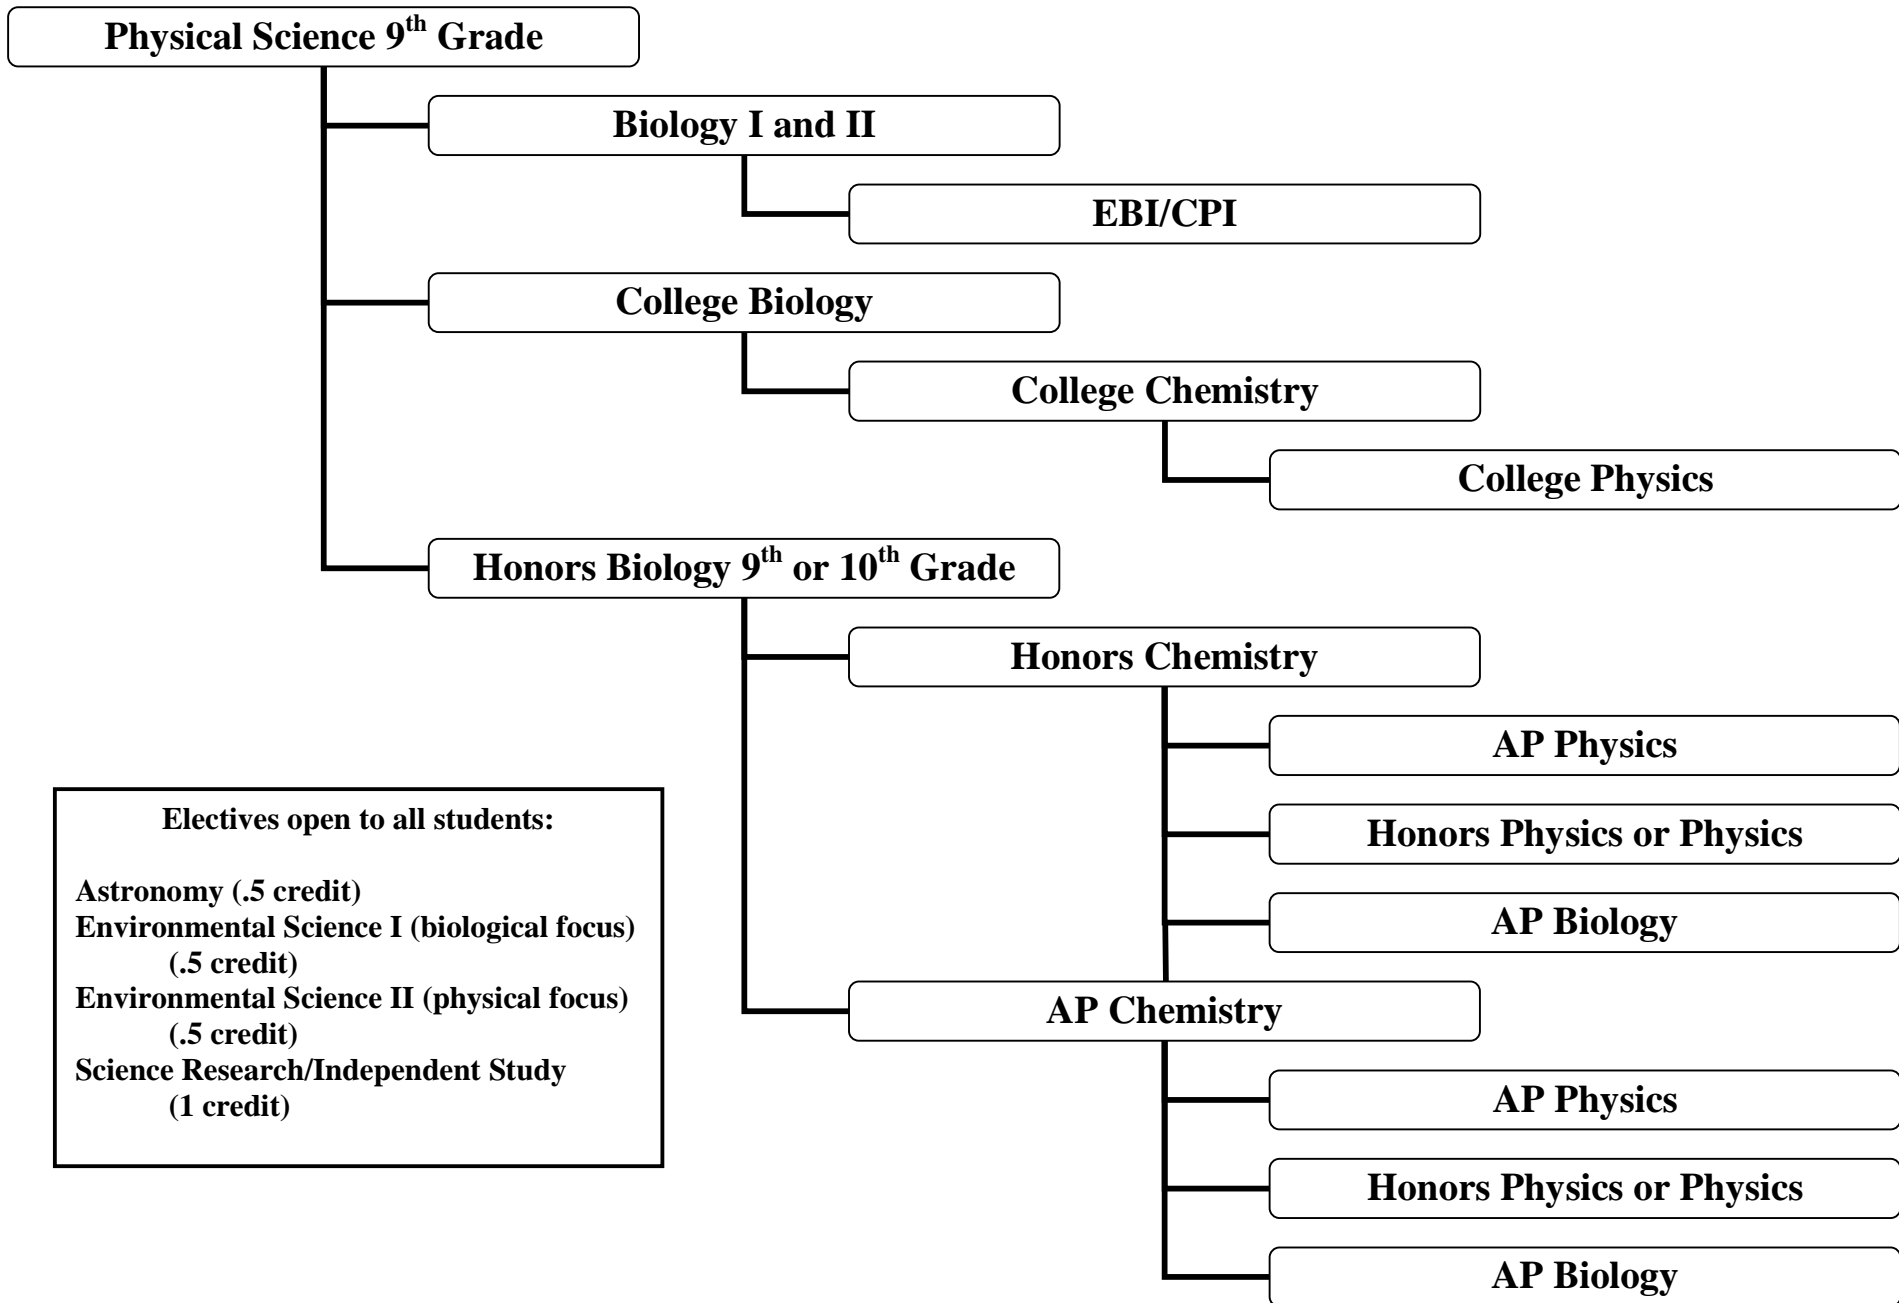 Physical Science 9th Grade
Biology I and II
EBI/CPI
College Biology
College Chemistry
College Physics
Honors Biology 9th or 10th Grade
Honors Chemistry
AP Physics
Honors Physics or Physics
AP Biology
AP Chemistry
AP Physics
Honors Physics or Physics
AP Biology
Electives open to all students:
Astronomy (.5 credit)
Environmental Science I (biological focus)
(.5 credit)
Environmental Science II (physical focus)
(.5 credit)
Science Research/Independent Study
(1 credit)